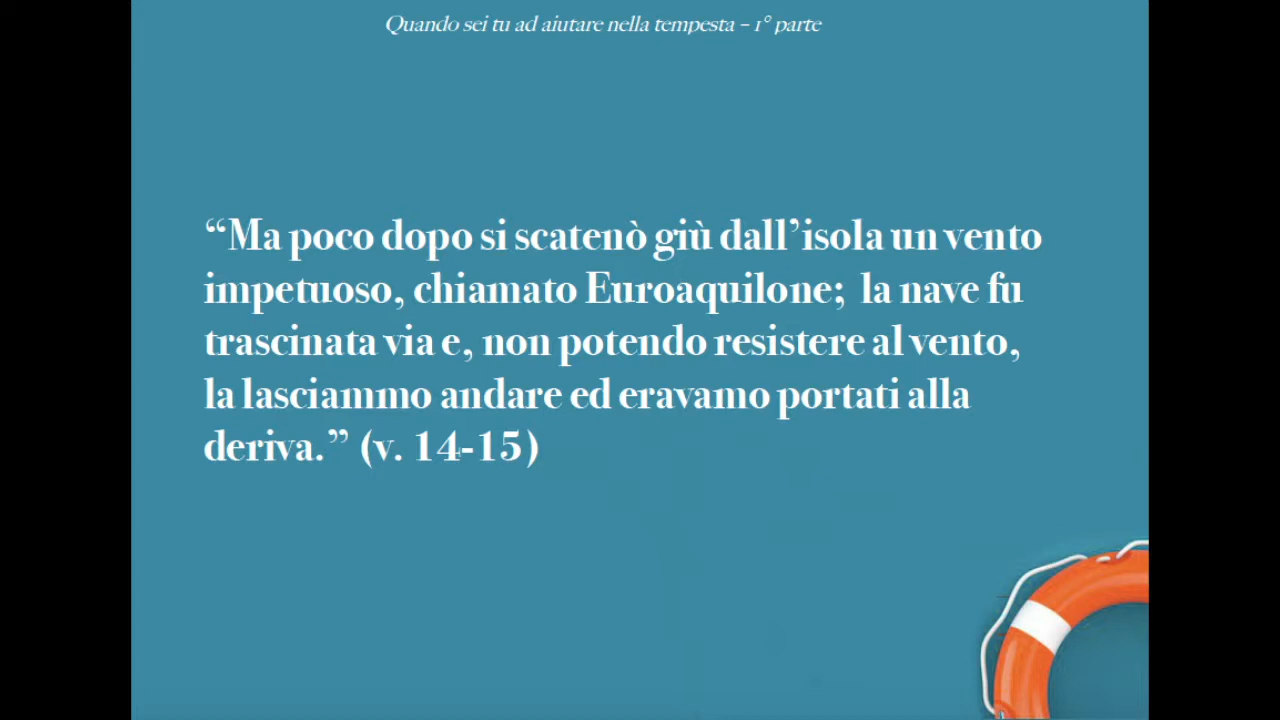 Quando sei tu ad aiutare nella tempesta – 1° parte
“Ma poco dopo si scatenò giù dall’isola un vento
impetuoso, chiamato Euroaquilone; la nave fu
trascinata via e, non potendo resistere al vento,
la lasciammo andare ed eravamo portati alla
deriva.” (v. 14-15)